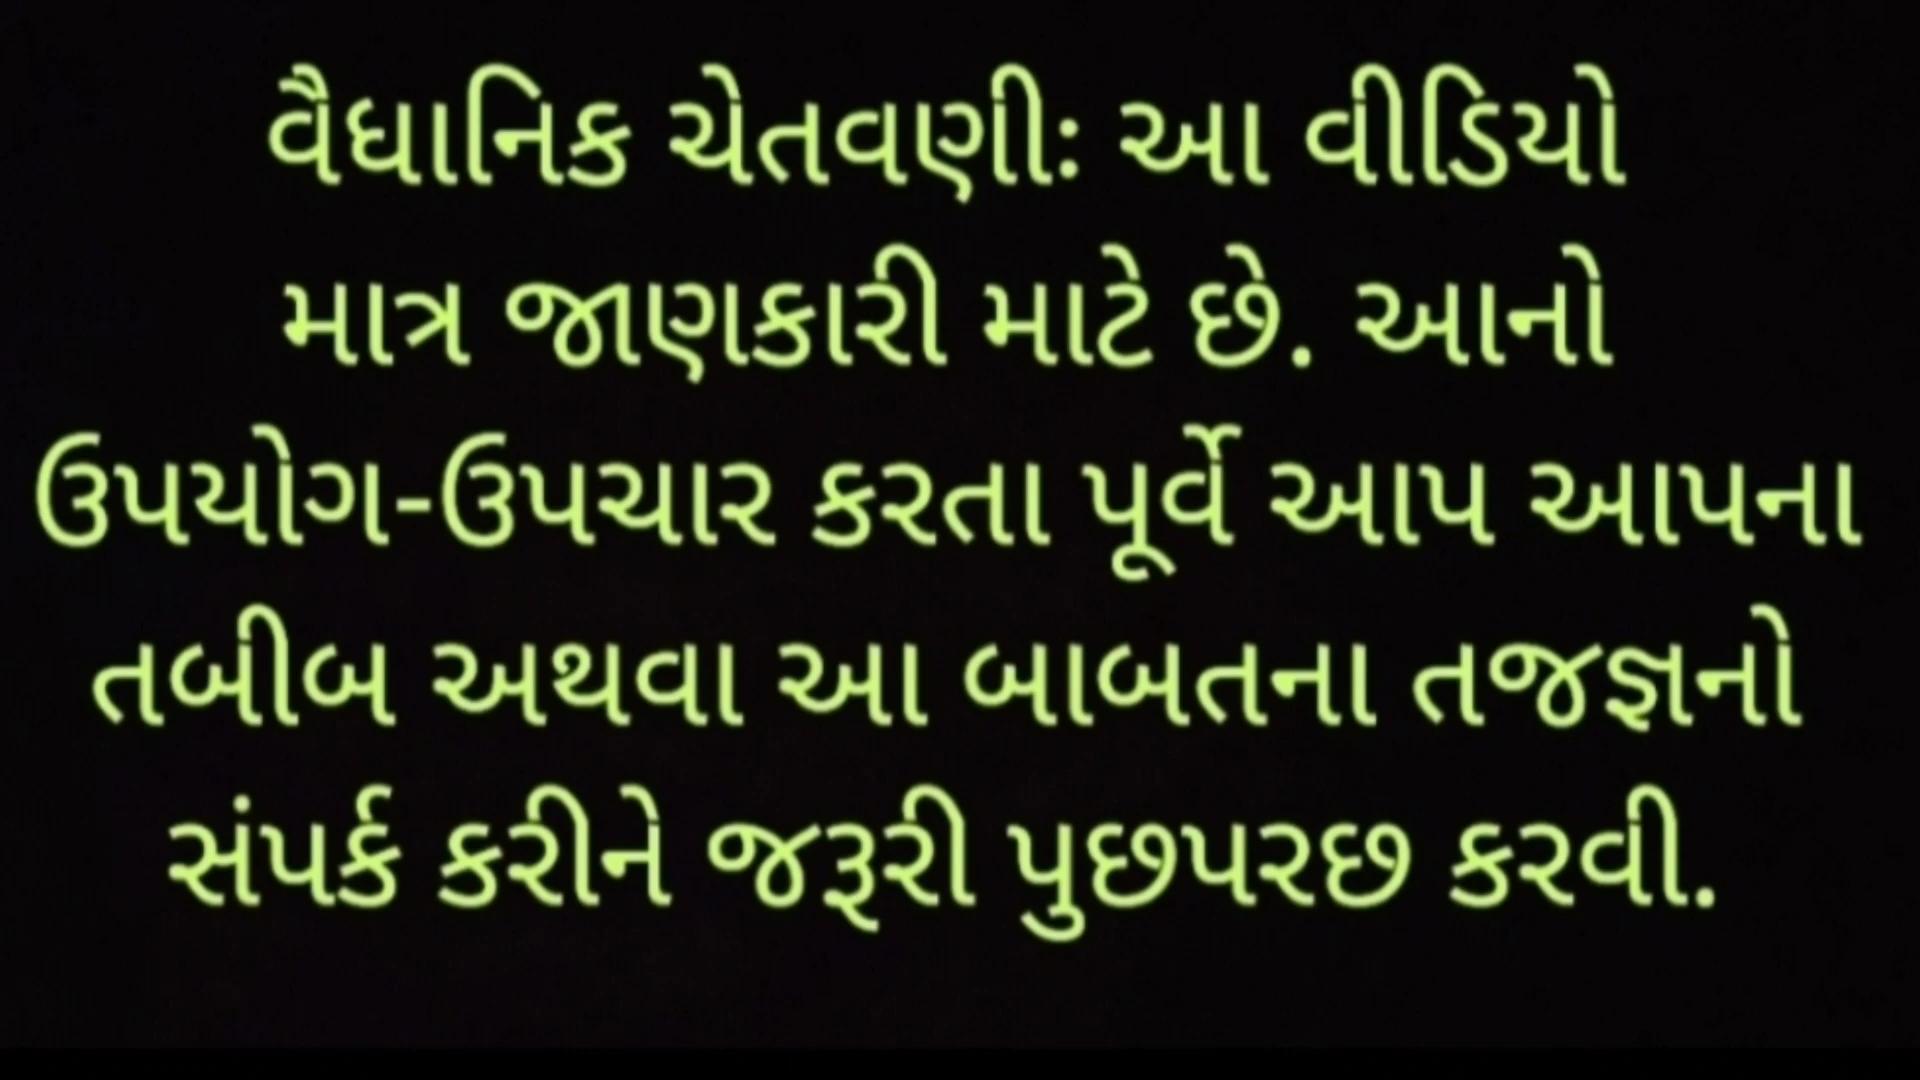 વૈધાનિક ચેતવણીઃ આ વીડિયો
માત્ર જાણકારી માટે છે. આનો
ઉપયોગ-ઉપચાર કરતા પૂર્વે આપ આપના
તબીબ અથવા આ બાબતના તજજ્ઞનો
સંપર્ક કરીને જરૂરી પુછપરછ કરવી.